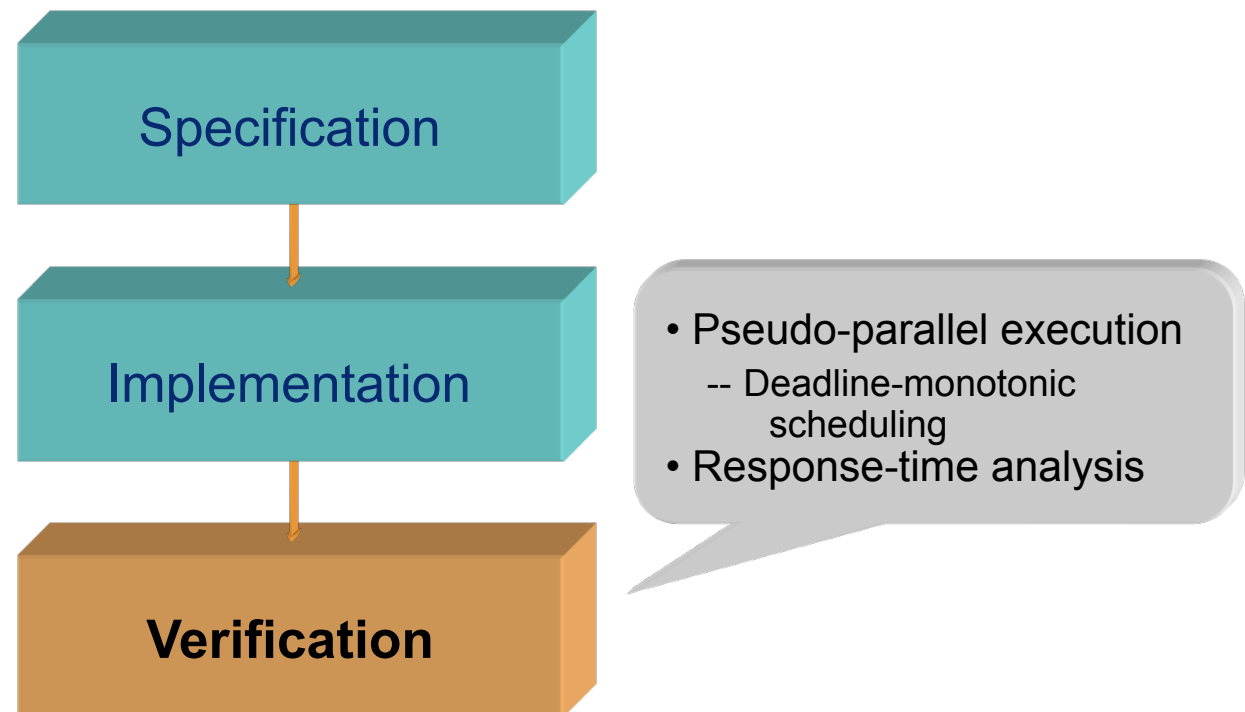 Specification
Implementation
• Pseudo-parallel execution
-- Deadline-monotonic
scheduling
• Response-time analysis
Verification